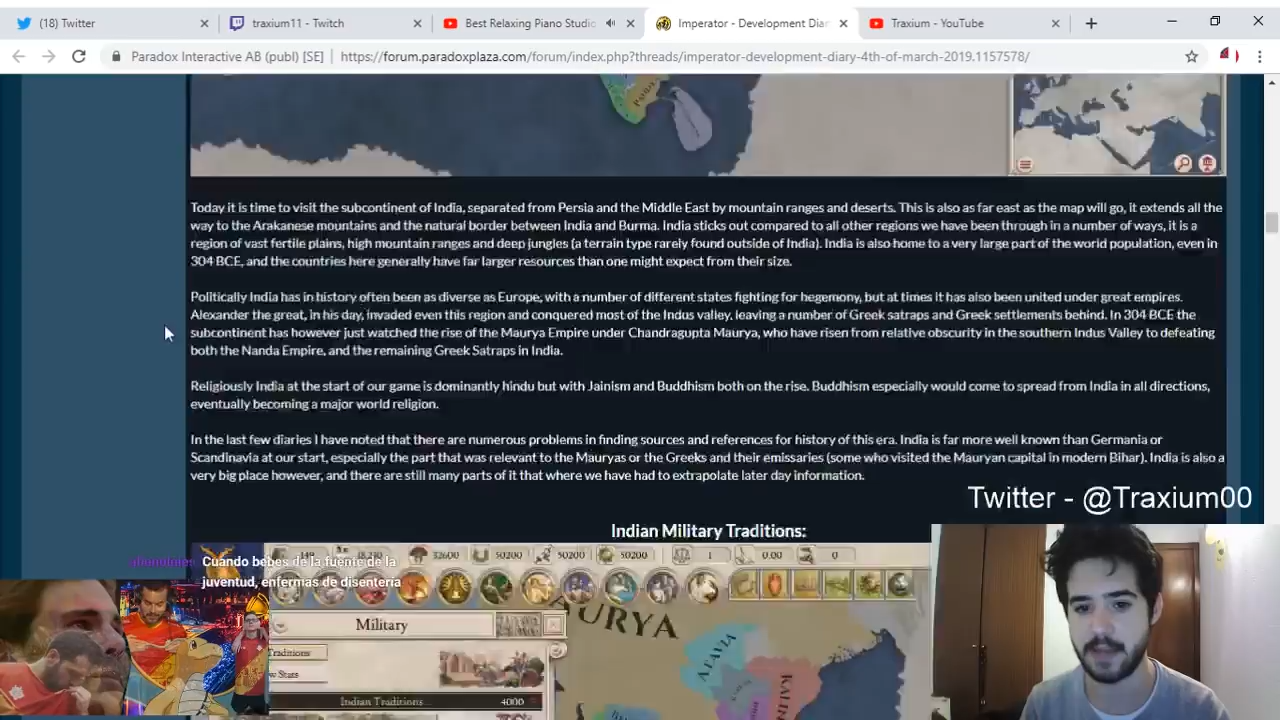 (18) Twitter
traxium11 - Twitch
Best Relaxing Piano Studio
Imperator - Development Diar
Traxium - YouTube
Paradox Interactive AB (publ) [SE]
https://forum.paradoxplaza.com/forum/index.php?threads/imperator-development-diary-4th-of-march-2019.1157578/
Today it is time to visit the subcontinent of India, separated from Persia and the Middle East by mountain ranges and deserts. This is also as far east as the map will go, it extends all the
way to the Arakanese mountains and the natural border between India and Burma. India sticks out compared to all other regions we have been through in a number of ways, it is a
region of vast fertile plains, high mountain ranges and deep jungles (a terrain type rarely found outside of India). India is also home to a very large part of the world population, even in
304 BCE, and the countries here generally have far larger resources than one might expect from their size.
Politically India has in history often been as diverse as Europe, with a number of different states fighting for hegemony, but at times it has also been united under great empires.
Alexander the great, in his day, invaded even this region and conquered most of the Indus valley, leaving a number of Greek satraps and Greek settlements behind. In 304 BCE the
subcontinent has however just watched the rise of the Maurya Empire under Chandragupta Maurya, who have risen from relative obscurity in the southern Indus Valley to defeating
both the Nanda Empire, and the remaining Greek Satraps in India.
Religiously India at the start of our game is dominantly hindu but with Jainism and Buddhism both on the rise. Buddhism especially would come to spread from India in all directions,
eventually becoming a major world religion.
In the last few diaries I have noted that there are numerous problems in finding sources and references for history of this era. India is far more well known than Germania or
Scandinavia at our start, especially the part that was relevant to the Mauryas or the Greeks and their emissaries (some who visited the Mauryan capital in modern Bihar). India is also a
very big place however, and there are still many parts of it that where we have had to extrapolate later day information.
Twitter - @Traxium00
Indian Military Traditions:
32600 50200 50200 50200 1 0.00 0
Cuando bebes de la fuente de la
juventud, enfermas de disentería
Military
URYA
Traditions
w Stats
Indian Traditions 4000